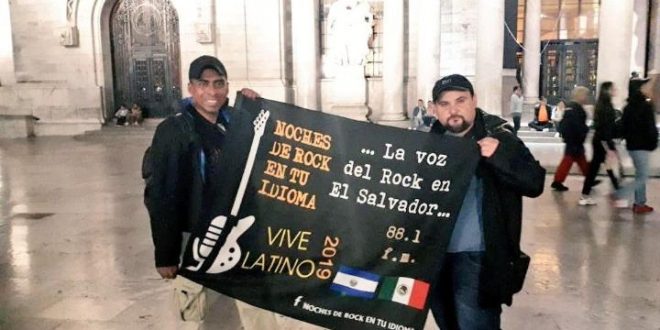 NOCHES
DE ROCK
EN TU
IDIOMA
... La voz
del Rock en
El Salvador...
88.1
f.m.
VIVE
LATINO
2019
f NOCHES DE ROCK EN TU IDIOMA